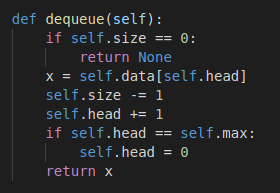 def dequeue(self):
    if self.size == 0:
        return None
    x = self.data[self.head]
    self.size -= 1
    self.head += 1
    if self.head == self.max:
        self.head = 0
    return x